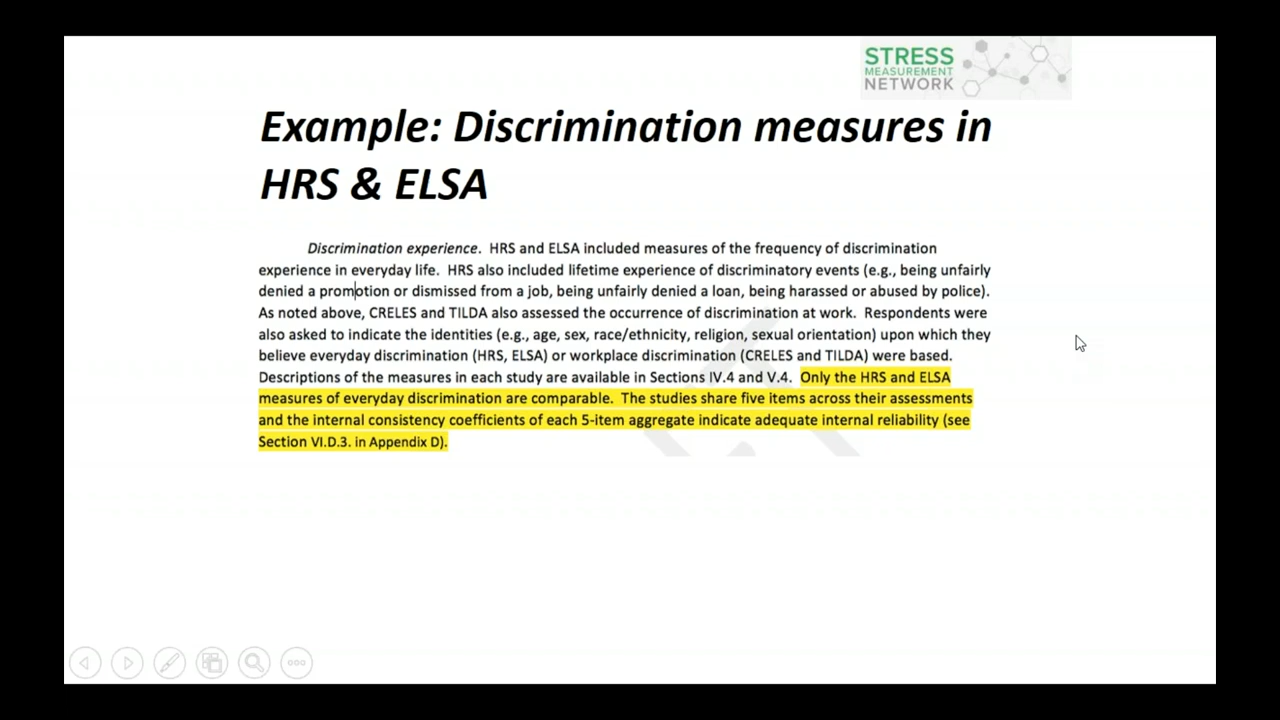 STRESS
MEASUREMENT
NETWORK
Example: Discrimination measures in
HRS & ELSA
Discrimination experience. HRS and ELSA included measures of the frequency of discrimination
experience in everyday life. HRS also included lifetime experience of discriminatory events (e.g., being unfairly
denied a promotion or dismissed from a job, being unfairly denied a loan, being harassed or abused by police).
As noted above, CRELES and TILDA also assessed the occurrence of discrimination at work. Respondents were
also asked to indicate the identities (e.g., age, sex, race/ethnicity, religion, sexual orientation) upon which they
believe everyday discrimination (HRS, ELSA) or workplace discrimination (CRELES and TILDA) were based.
Descriptions of the measures in each study are available in Sections IV.4 and V.4. Only the HRS and ELSA
measures of everyday discrimination are comparable. The studies share five items across their assessments
and the internal consistency coefficients of each 5-item aggregate indicate adequate internal reliability (see
Section VI.D.3. in Appendix D).